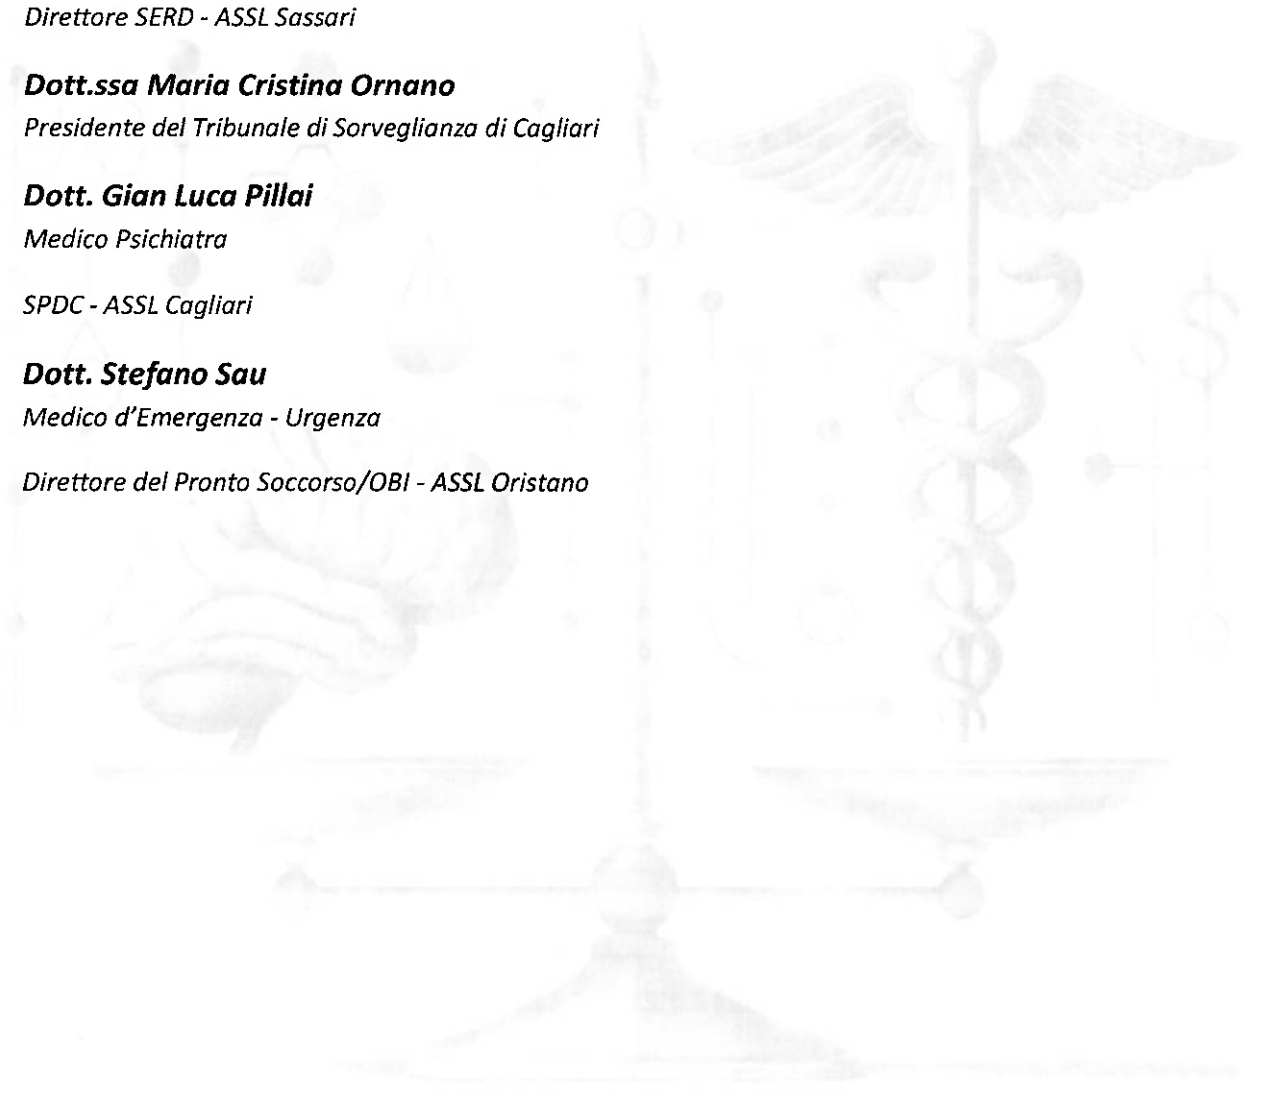 Direttore SERD - ASSL Sassari
Dott.ssa Maria Cristina Ornano
Presidente del Tribunale di Sorveglianza di Cagliari
Dott. Gian Luca Pillai
Medico Psichiatra
SPDC - ASSL Cagliari
Dott. Stefano Sau
Medico d'Emergenza - Urgenza
Direttore del Pronto Soccorso/OBI - ASSL Oristano